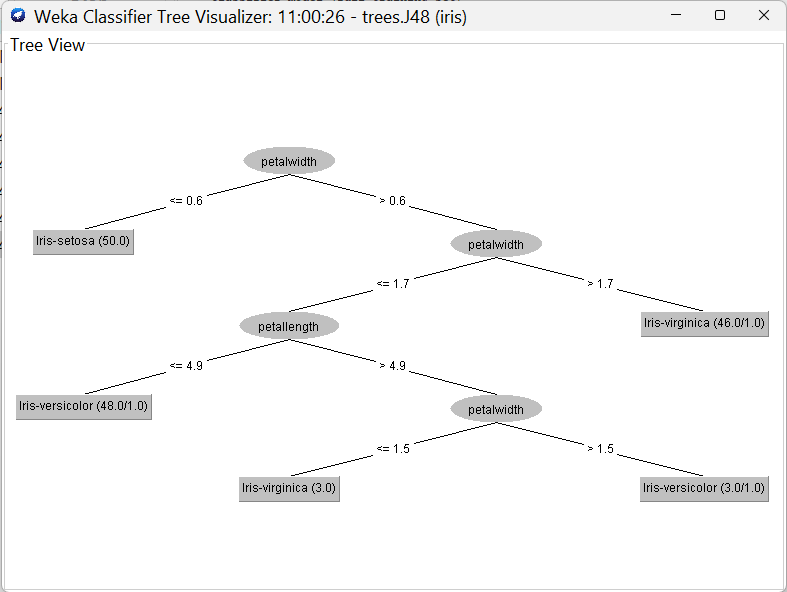 Weka Classifier Tree Visualizer: 11:00:26 - trees.J48 (iris)
Tree View
petalwidth
<= 0.6
> 0.6
Iris-setosa (50.0)
petalwidth
<= 1.7
> 1.7
petallength
Iris-virginica (46.0/1.0)
<= 4.9
> 4.9
Iris-versicolor (48.0/1.0)
petalwidth
<= 1.5
> 1.5
Iris-virginica (3.0)
Iris-versicolor (3.0/1.0)